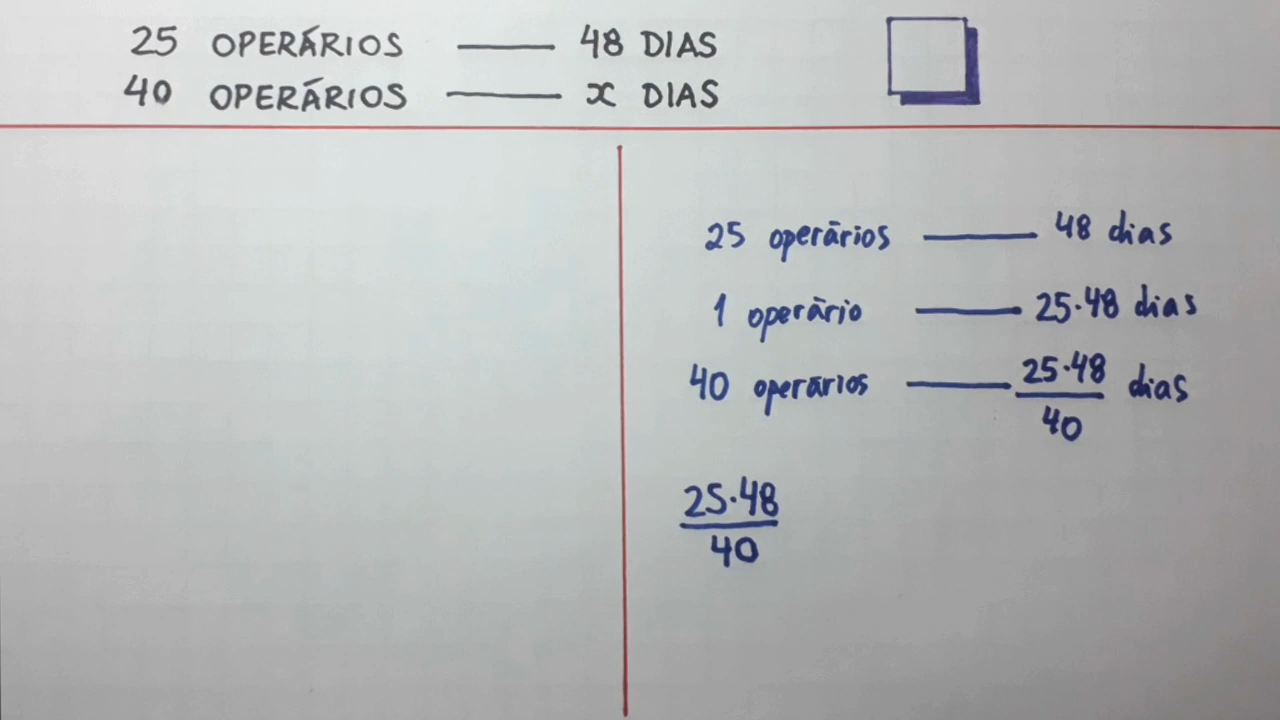 25 OPERÁRIOS —— 48 DIAS
40 OPERÁRIOS —— x DIAS
25 operários —— 48 dias
1 operário —— 25·48 dias
40 operários —— 25·48/40 dias
25·48/40